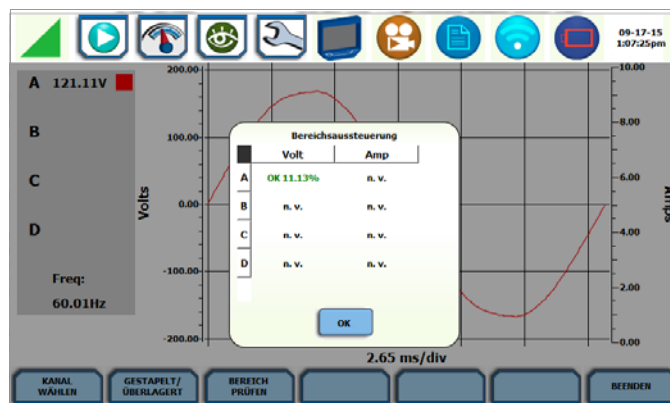 09-17-15
1:07:25pm
A 121.11V
B
C
D
Freq:
60.01Hz
Volts
200.00
100.00
0.00
-100.00
-200.00
Bereichsaussteuerung
Volt Amp
A OK 11.13% n. v.
B n. v. n. v.
C n. v. n. v.
D n. v. n. v.
OK
10.00
8.00
6.00
4.00
2.00
0.00
Amps
2.65 ms/div
KANAL
WÄHLEN
GESTAPELT/
ÜBERLAGERT
BEREICH
PRÜFEN
BEENDEN